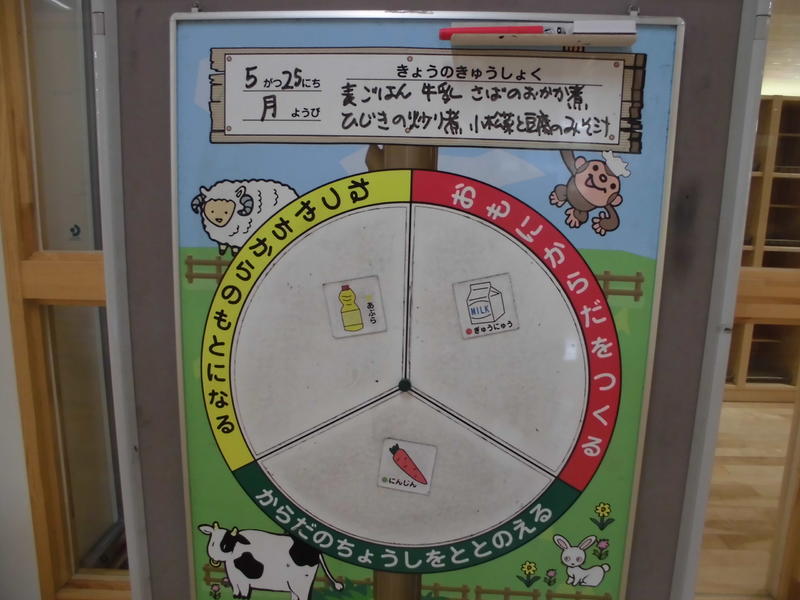 5がつ25にち
月ようび
きょうのきゅうしょく
麦ごはん 牛乳 さばのおかか煮
ひじきの炒り煮 小松菜と豆腐のみそ汁
ねつやちからのもとになる
おもにからだをつくる
あぶら
MILK
ぎゅうにゅう
にんじん
からだのちょうしをととのえる